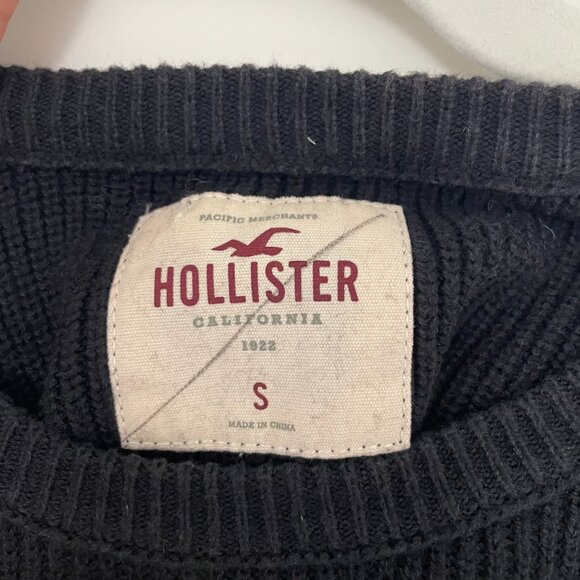 PACIFIC MERCHANTS
HOLLISTER
CALIFORNIA
1922
S
MADE IN CHINA